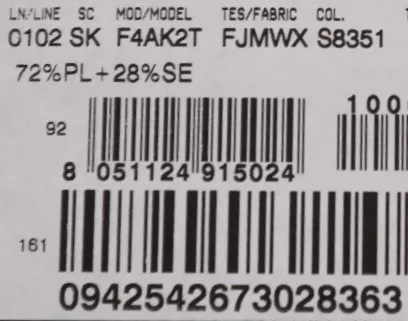 LN/LINE SC MOD/MODEL TES/FABRIC COL.
0102 SK F4AK2T FJMWX S8351
72%PL+28%SE
100
92
8 051124 915024
161
0942542673028363